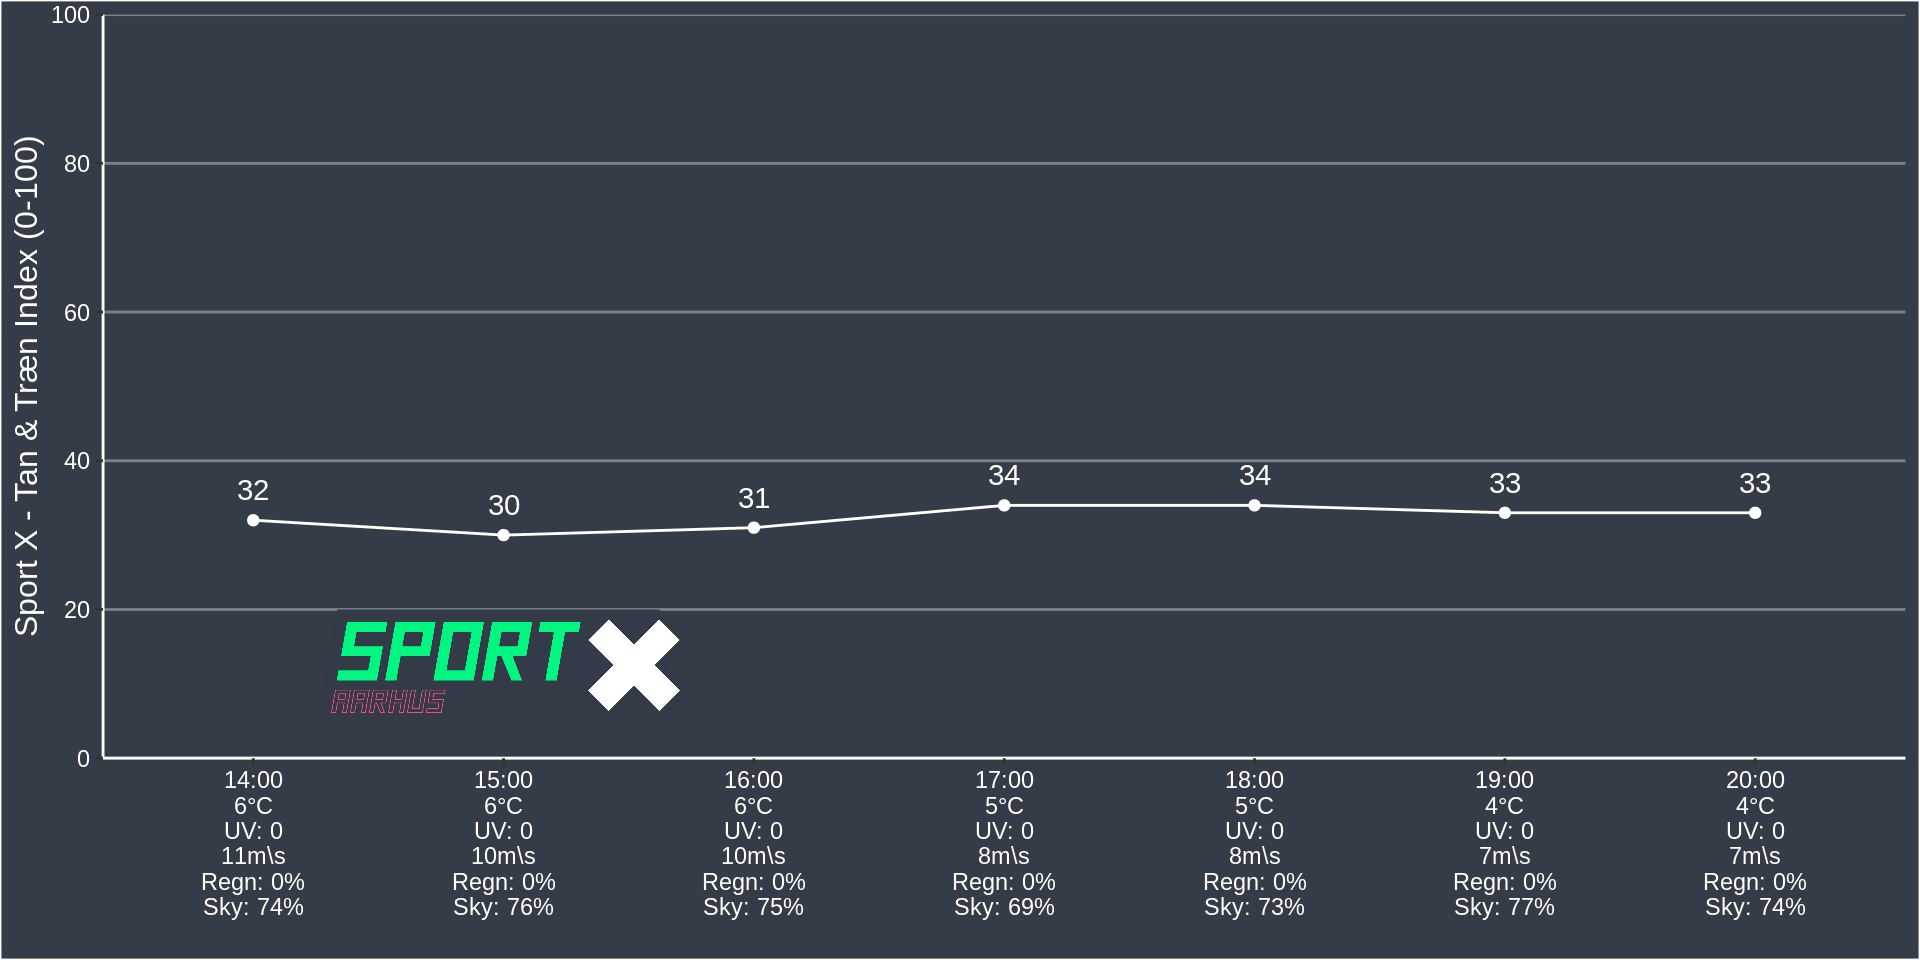 Sport X - Tan & Træn Index (0-100)
100
80
60
40
20
0
32
30
31
34
34
33
33
SPORT X
AARHUS
14:00 15:00 16:00 17:00 18:00 19:00 20:00
6°C 6°C 6°C 5°C 5°C 4°C 4°C
UV: 0 UV: 0 UV: 0 UV: 0 UV: 0 UV: 0 UV: 0
11m\s 10m\s 10m\s 8m\s 8m\s 7m\s 7m\s
Regn: 0% Regn: 0% Regn: 0% Regn: 0% Regn: 0% Regn: 0% Regn: 0%
Sky: 74% Sky: 76% Sky: 75% Sky: 69% Sky: 73% Sky: 77% Sky: 74%